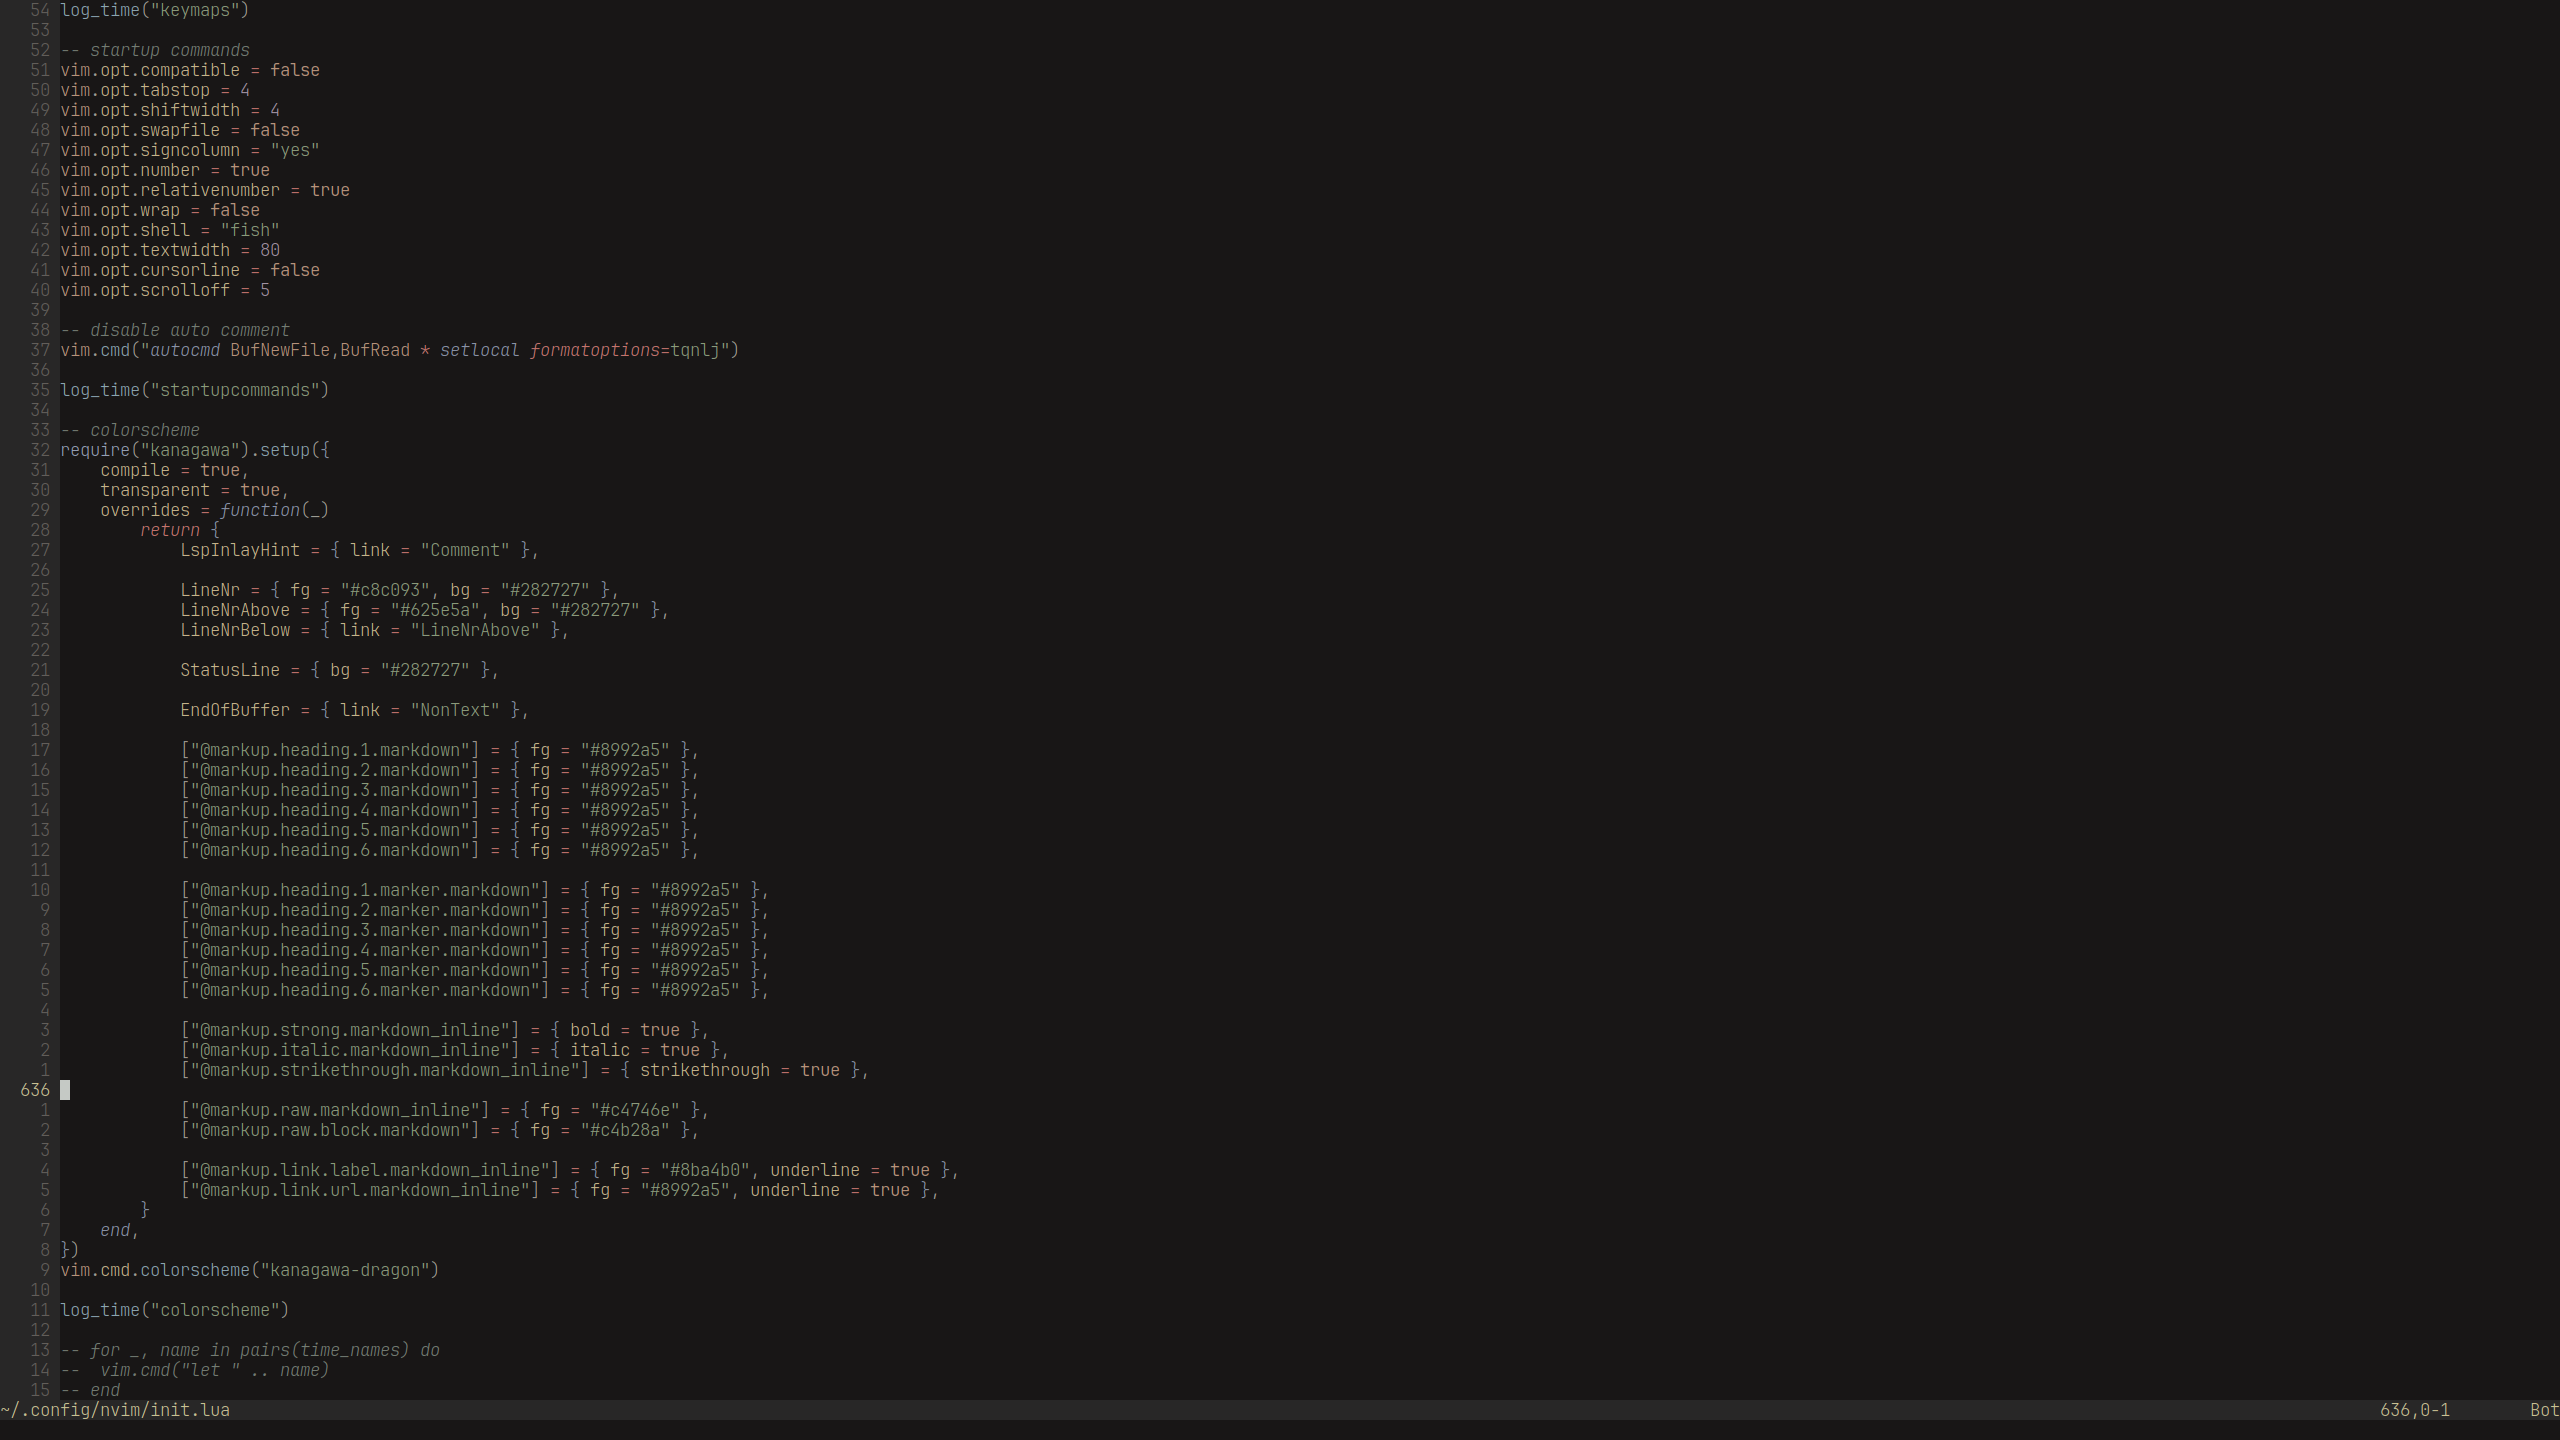 54 log_time("keymaps")
53
52 -- startup commands
51 vim.opt.compatible = false
50 vim.opt.tabstop = 4
49 vim.opt.shiftwidth = 4
48 vim.opt.swapfile = false
47 vim.opt.signcolumn = "yes"
46 vim.opt.number = true
45 vim.opt.relativenumber = true
44 vim.opt.wrap = false
43 vim.opt.shell = "fish"
42 vim.opt.textwidth = 80
41 vim.opt.cursorline = false
40 vim.opt.scrolloff = 5
39
38 -- disable auto comment
37 vim.cmd("autocmd BufNewFile,BufRead * setlocal formatoptions=tqnlj")
36
35 log_time("startupcommands")
34
33 -- colorscheme
32 require("kanagawa").setup({
31     compile = true,
30     transparent = true,
29     overrides = function(_)
28         return {
27             LspInlayHint = { link = "Comment" },
26
25             LineNr = { fg = "#c8c093", bg = "#282727" },
24             LineNrAbove = { fg = "#625e5a", bg = "#282727" },
23             LineNrBelow = { link = "LineNrAbove" },
22
21             StatusLine = { bg = "#282727" },
20
19             EndOfBuffer = { link = "NonText" },
18
17             ["@markup.heading.1.markdown"] = { fg = "#8992a5" },
16             ["@markup.heading.2.markdown"] = { fg = "#8992a5" },
15             ["@markup.heading.3.markdown"] = { fg = "#8992a5" },
14             ["@markup.heading.4.markdown"] = { fg = "#8992a5" },
13             ["@markup.heading.5.markdown"] = { fg = "#8992a5" },
12             ["@markup.heading.6.markdown"] = { fg = "#8992a5" },
11
10             ["@markup.heading.1.marker.markdown"] = { fg = "#8992a5" },
9             ["@markup.heading.2.marker.markdown"] = { fg = "#8992a5" },
8             ["@markup.heading.3.marker.markdown"] = { fg = "#8992a5" },
7             ["@markup.heading.4.marker.markdown"] = { fg = "#8992a5" },
6             ["@markup.heading.5.marker.markdown"] = { fg = "#8992a5" },
5             ["@markup.heading.6.marker.markdown"] = { fg = "#8992a5" },
4
3             ["@markup.strong.markdown_inline"] = { bold = true },
2             ["@markup.italic.markdown_inline"] = { italic = true },
1             ["@markup.strikethrough.markdown_inline"] = { strikethrough = true },
636
1             ["@markup.raw.markdown_inline"] = { fg = "#c4746e" },
2             ["@markup.raw.block.markdown"] = { fg = "#c4b28a" },
3
4             ["@markup.link.label.markdown_inline"] = { fg = "#8ba4b0", underline = true },
5             ["@markup.link.url.markdown_inline"] = { fg = "#8992a5", underline = true },
6         }
7     end,
8 })
9 vim.cmd.colorscheme("kanagawa-dragon")
10
11 log_time("colorscheme")
12
13 -- for _, name in pairs(time_names) do
14 --  vim.cmd("let " .. name)
15 -- end
~/.config/nvim/init.lua 636,0-1 Bot